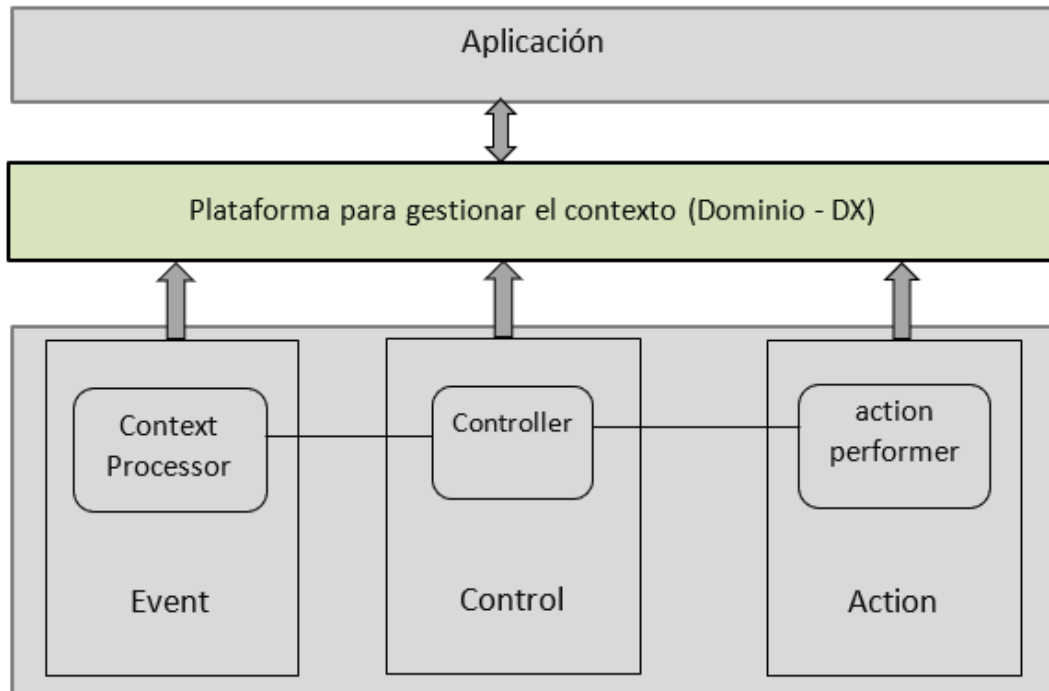 Aplicación
Plataforma para gestionar el contexto (Dominio - DX)
Context
Processor
Controller
action
performer
Event
Control
Action